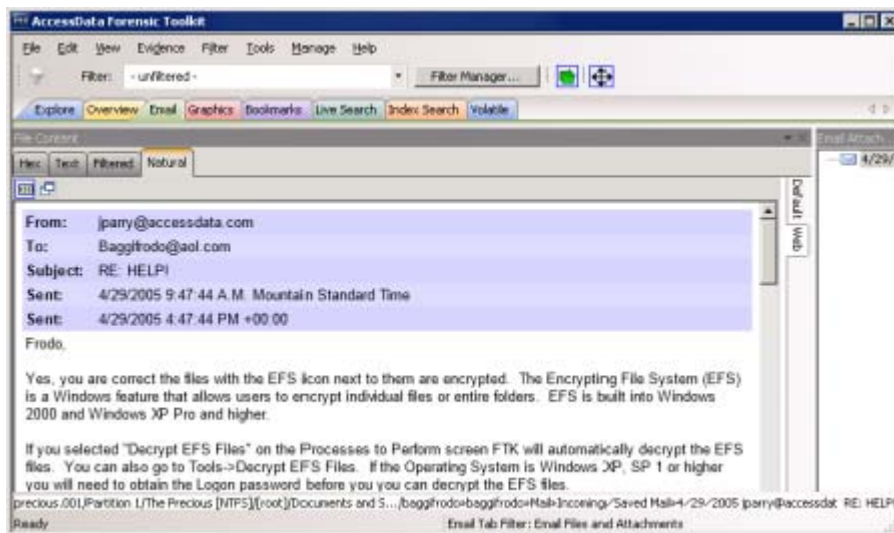 AccessData Forensic Toolkit
File Edit View Evidence Filter Tools Manage Help
Filter: - unfiltered - Filter Manager...
Explore Overview Email Graphics Bookmarks Live Search Index Search Volatile
File Content
Email Attach...
Hex Text Filtered Natural
4/29/
Default
Web
From: jparry@accessdata.com
To: Baggifrodo@aol.com
Subject: RE: HELP!
Sent: 4/29/2005 9:47:44 A.M. Mountain Standard Time
Sent: 4/29/2005 4:47:44 PM +00:00
Frodo,
Yes, you are correct the files with the EFS icon next to them are encrypted. The Encrypting File System (EFS)
is a Windows feature that allows users to encrypt individual files or entire folders. EFS is built into Windows
2000 and Windows XP Pro and higher.
If you selected "Decrypt EFS Files" on the Processes to Perform screen FTK will automatically decrypt the EFS
files. You can also go to Tools->Decrypt EFS Files. If the Operating System is Windows XP, SP 1 or higher
you will need to obtain the Logon password before you you can decrypt the EFS files.
precious.001/Partition 1/The Precious [NTFS]/[root]/Documents and S.../baggifrodo»baggifrodo»Mail»Incoming/Saved Mail»4/29/2005 jparry@accessdat RE: HELP!
Ready
Email Tab Filter: Email Files and Attachments